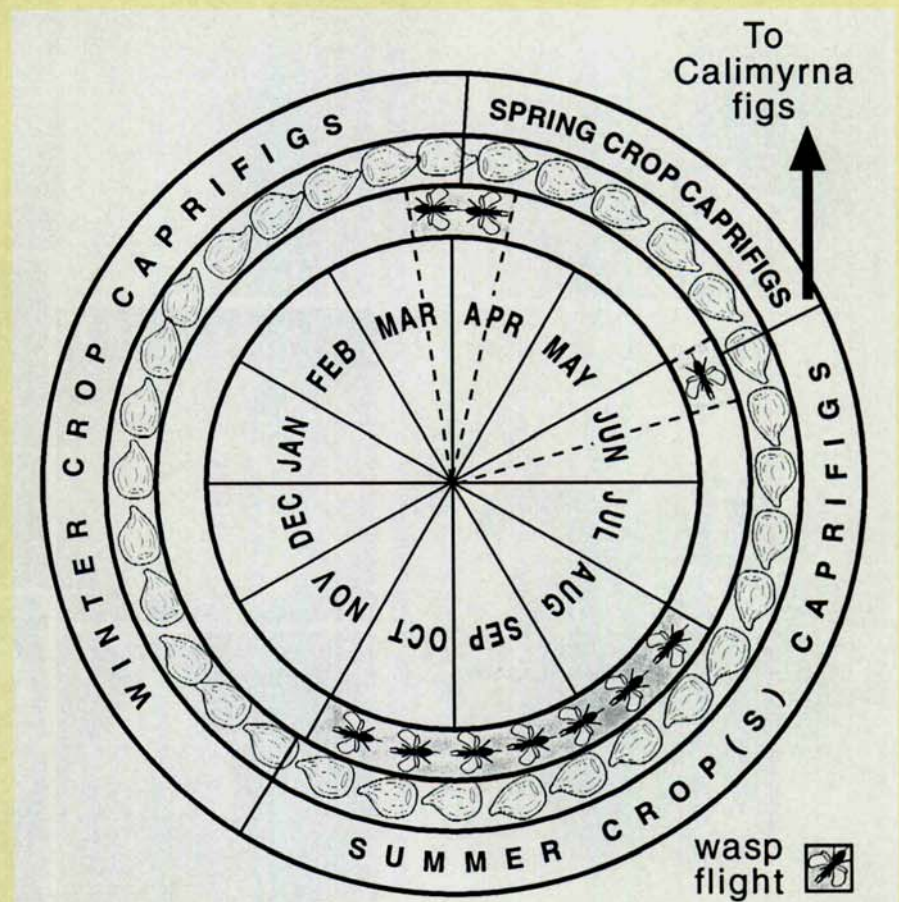 To
Calimyrna
figs
SPRING CROP CAPRIFIGS
SUMMER CROP(S) CAPRIFIGS
WINTER CROP CAPRIFIGS
JAN
FEB
MAR
APR
MAY
JUN
JUL
AUG
SEP
OCT
NOV
DEC
wasp
flight